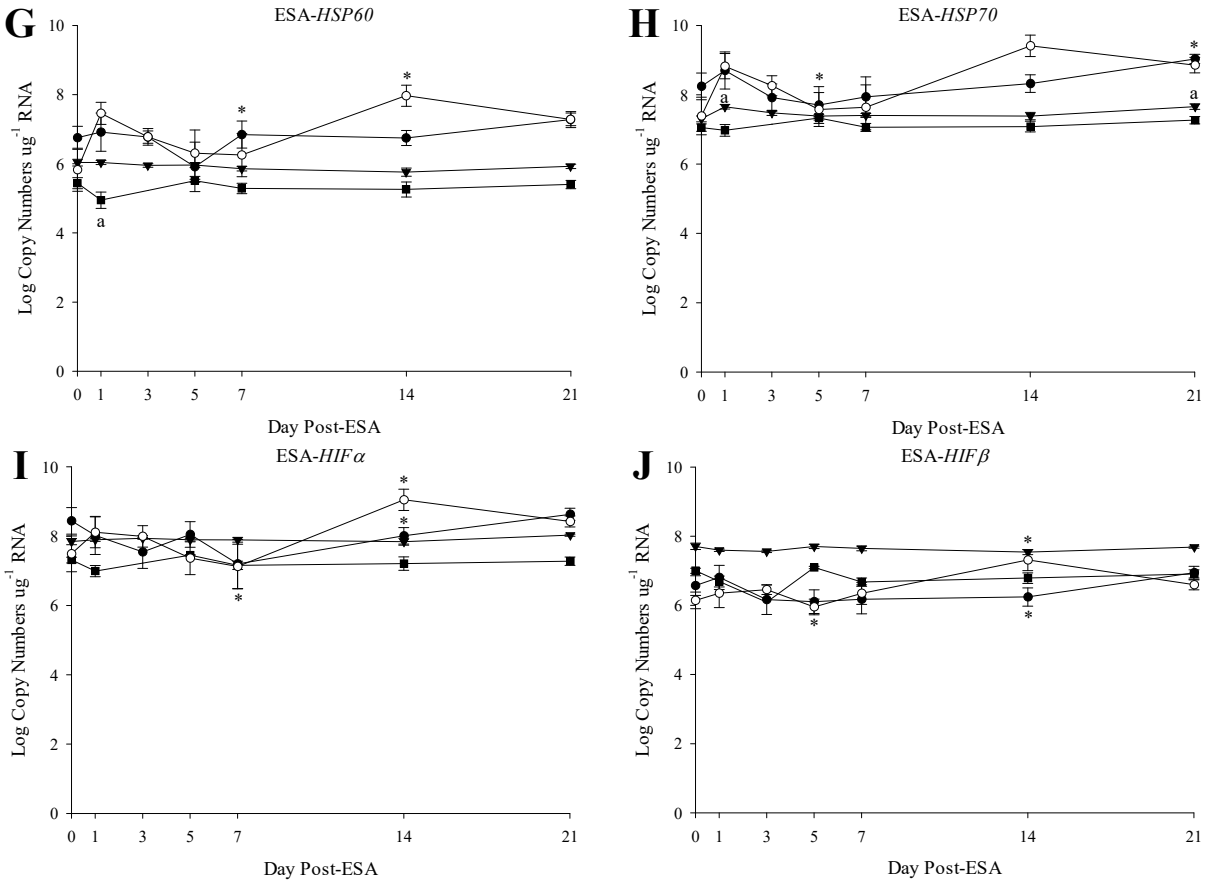 G
ESA-HSP60
10
8
6
4
2
0
Log Copy Numbers ug-1 RNA
*
*
a
0 1 3 5 7 14 21
Day Post-ESA
H
ESA-HSP70
10
8
6
4
2
0
Log Copy Numbers ug-1 RNA
*
*
a
a
0 1 3 5 7 14 21
Day Post-ESA
I
ESA-HIFα
10
8
6
4
2
0
Log Copy Numbers ug-1 RNA
*
*
*
0 1 3 5 7 14 21
Day Post-ESA
J
ESA-HIFβ
10
8
6
4
2
0
Log Copy Numbers ug-1 RNA
*
*
*
0 1 3 5 7 14 21
Day Post-ESA